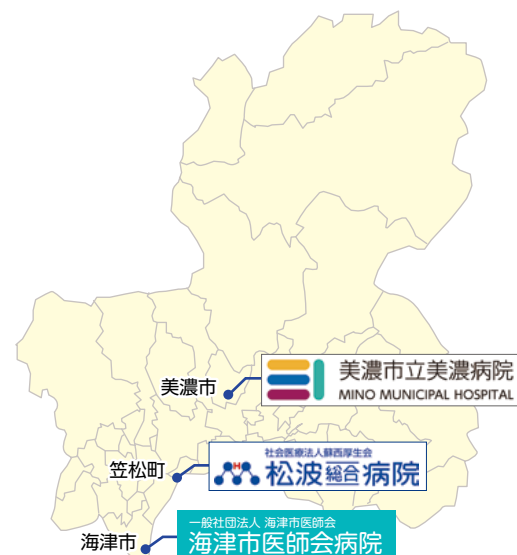 美濃市
美濃市立美濃病院
MINO MUNICIPAL HOSPITAL
笠松町
社会医療法人蘇西厚生会
H
松波総合病院
海津市
一般社団法人 海津市医師会
海津市医師会病院